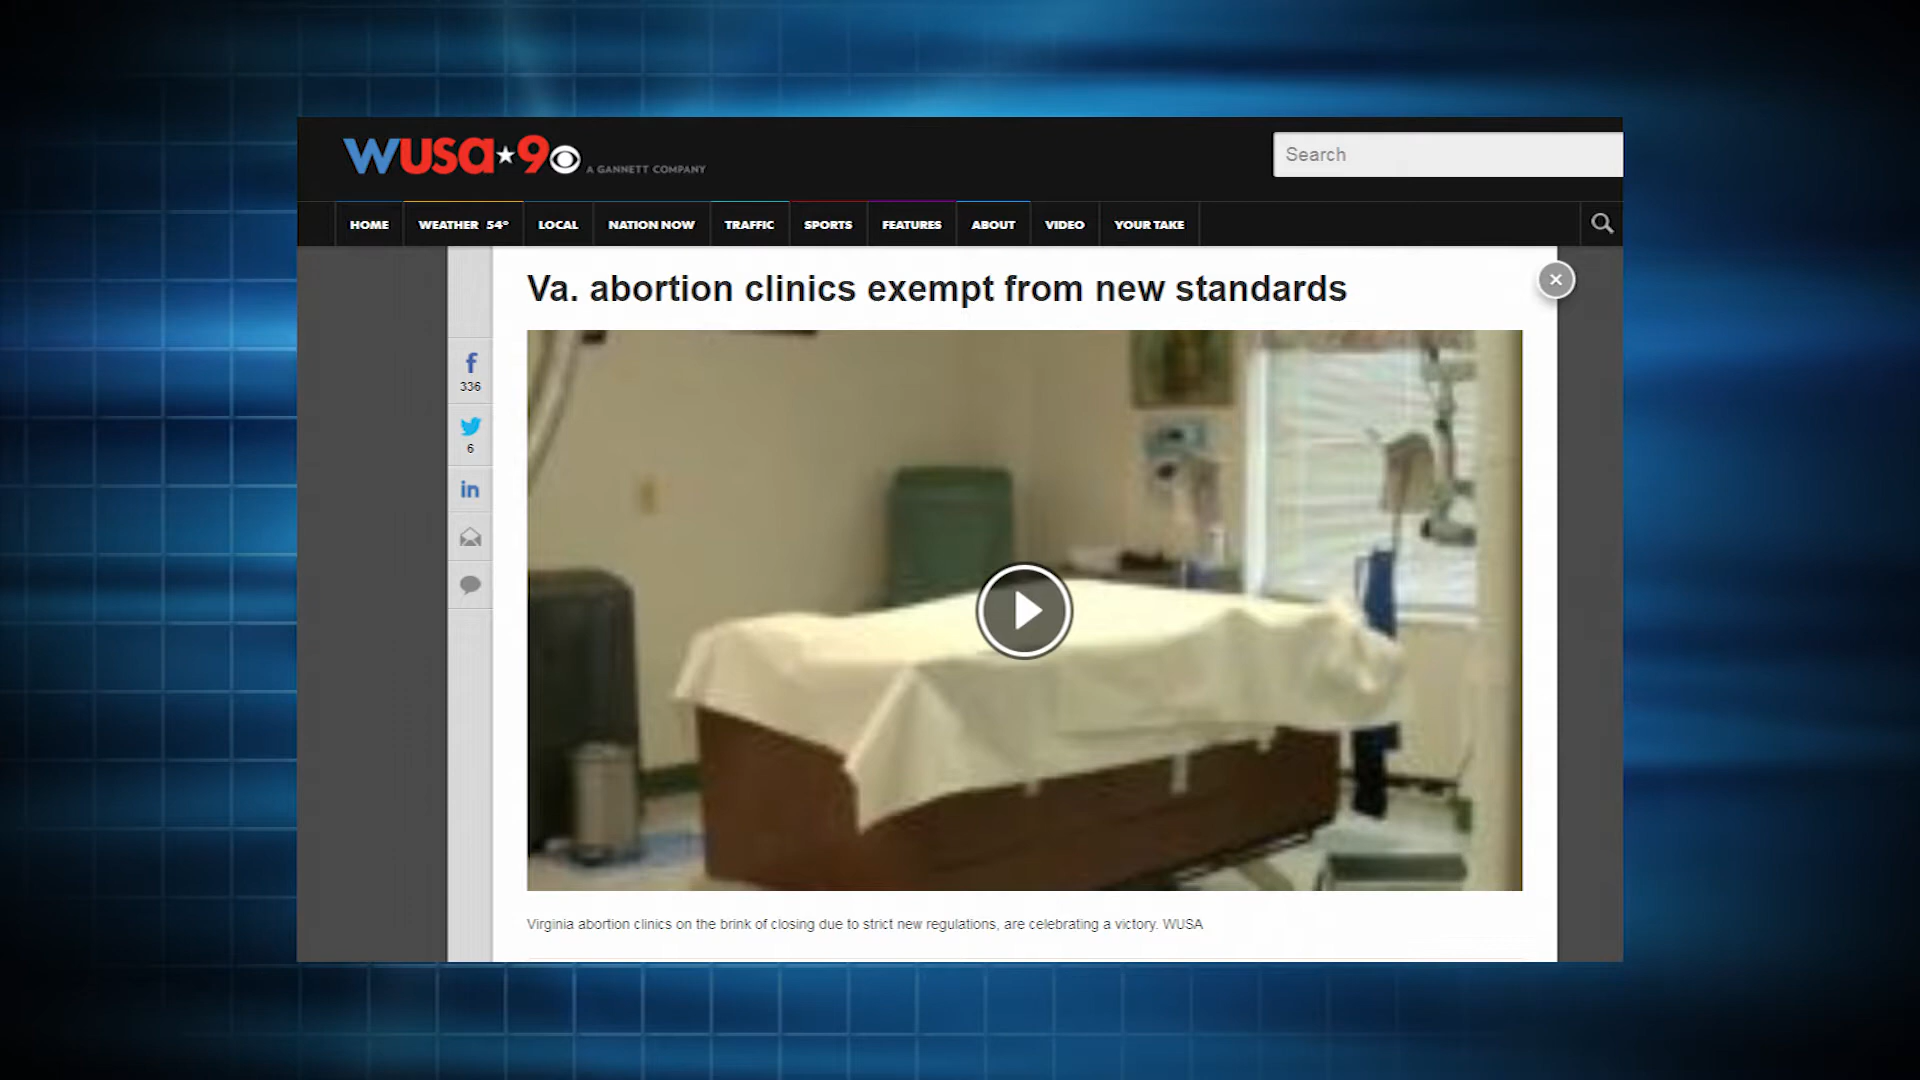 WUSA★9
A GANNETT COMPANY
Search
HOME
WEATHER 54°
LOCAL
NATION NOW
TRAFFIC
SPORTS
FEATURES
ABOUT
VIDEO
YOUR TAKE
Va. abortion clinics exempt from new standards
f
336
6
in
Virginia abortion clinics on the brink of closing due to strict new regulations, are celebrating a victory. WUSA